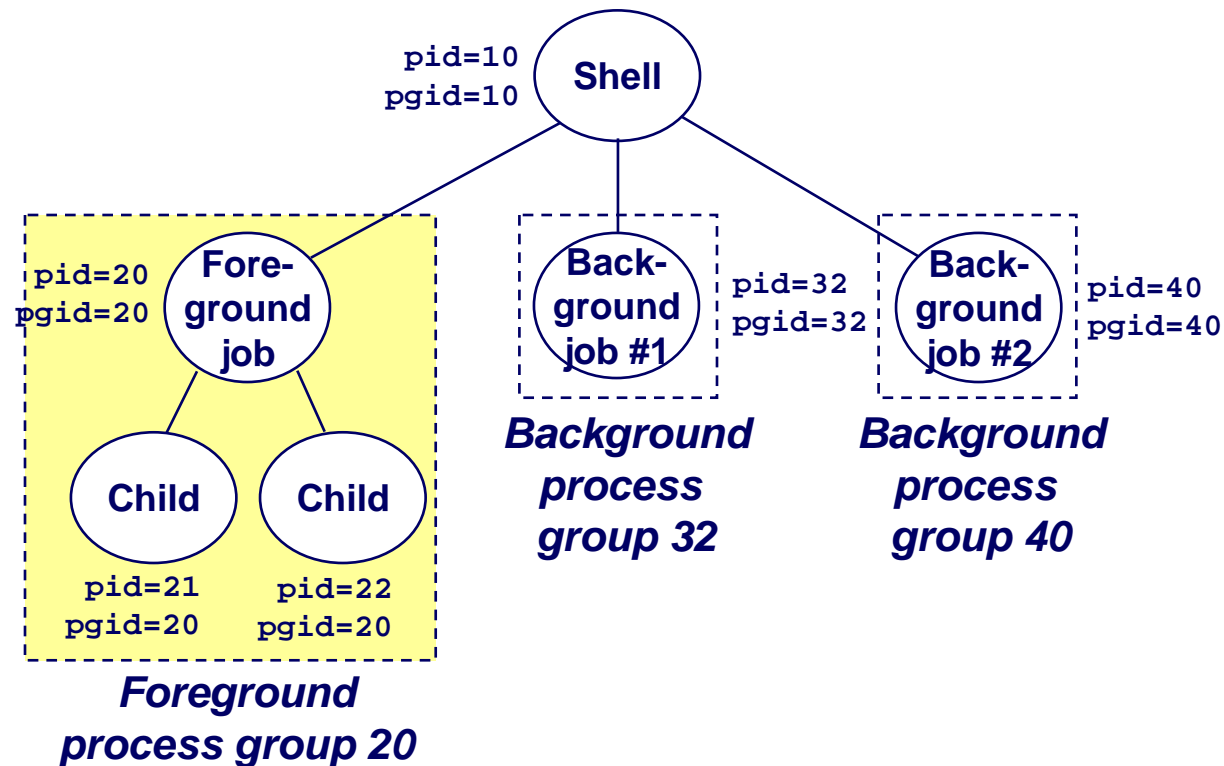 pid=10
pgid=10
Shell
pid=20
pgid=20
Fore-
ground
job
Back-
ground
job #1
pid=32
pgid=32
Back-
ground
job #2
pid=40
pgid=40
Child
Child
pid=21
pgid=20
pid=22
pgid=20
Background
process
group 32
Background
process
group 40
Foreground
process group 20